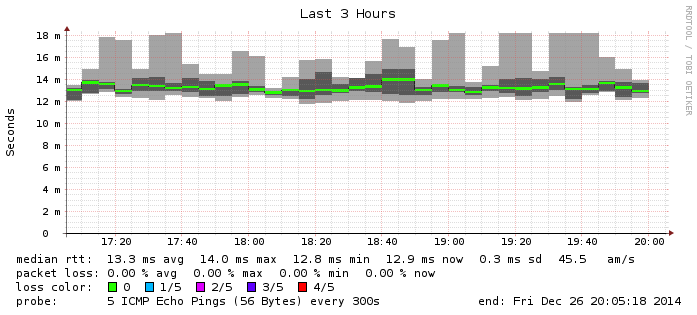 Last 3 Hours
RRDTOOL / TOBI OETIKER
Seconds
18 m
16 m
14 m
12 m
10 m
8 m
6 m
4 m
2 m
0
17:20 17:40 18:00 18:20 18:40 19:00 19:20 19:40 20:00
median rtt: 13.3 ms avg 14.0 ms max 12.8 ms min 12.9 ms now 0.3 ms sd 45.5 am/s
packet loss: 0.00 % avg 0.00 % max 0.00 % min 0.00 % now
loss color: 0 1/5 2/5 3/5 4/5
probe: 5 ICMP Echo Pings (56 Bytes) every 300s end: Fri Dec 26 20:05:18 2014